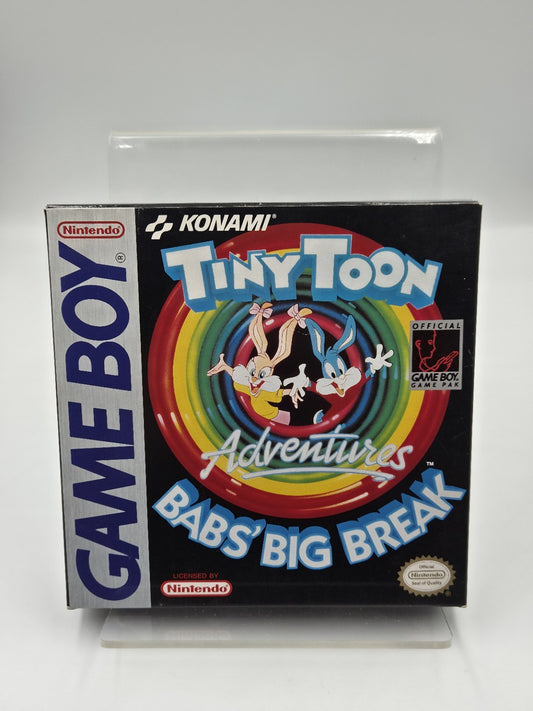 Nintendo®
GAME BOY®
KONAMI®
TINY TOON
Adventures™
BABS' BIG BREAK
OFFICIAL
GAME BOY
GAME PAK
LICENSED BY
Nintendo
Official
Nintendo
Seal of Quality